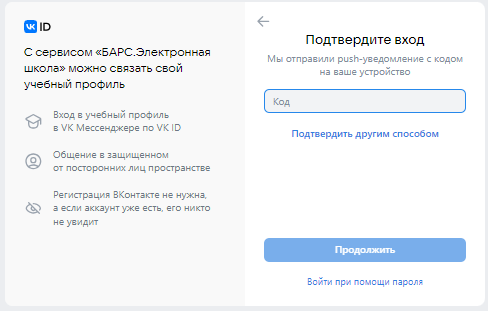 VK ID
С сервисом «БАРС.Электронная
школа» можно связать свой
учебный профиль
Вход в учебный профиль
в VK Мессенджере по VK ID
Общение в защищенном
от посторонних лиц пространстве
Регистрация ВКонтакте не нужна,
а если аккаунт уже есть, его никто
не увидит
Подтвердите вход
Мы отправили push-уведомление с кодом
на ваше устройство
Код
Подтвердить другим способом
Продолжить
Войти при помощи пароля